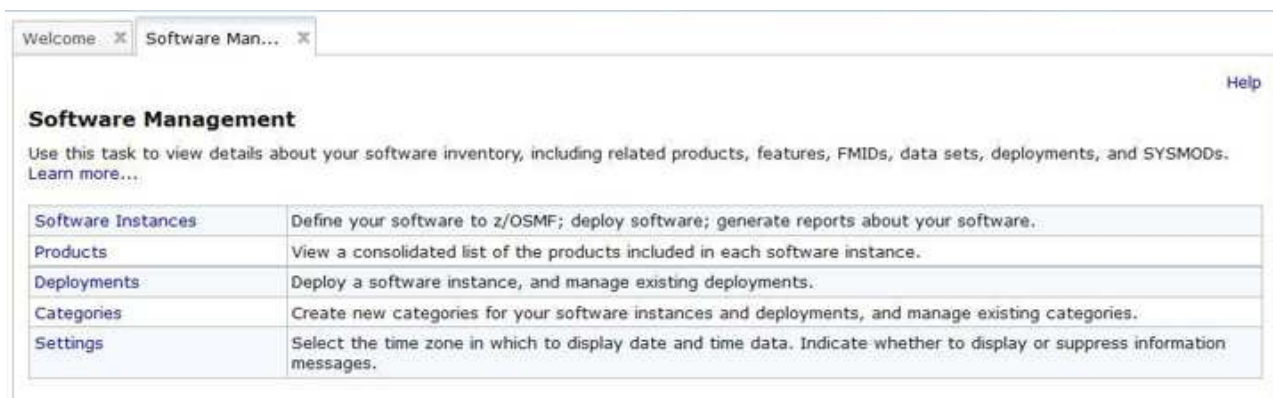 Welcome
Software Man...
Help
Software Management
Use this task to view details about your software inventory, including related products, features, FMIDs, data sets, deployments, and SYSMODs.
Learn more...
Software Instances
Define your software to z/OSMF; deploy software; generate reports about your software.
Products
View a consolidated list of the products included in each software instance.
Deployments
Deploy a software instance, and manage existing deployments.
Categories
Create new categories for your software instances and deployments, and manage existing categories.
Settings
Select the time zone in which to display date and time data. Indicate whether to display or suppress information
messages.